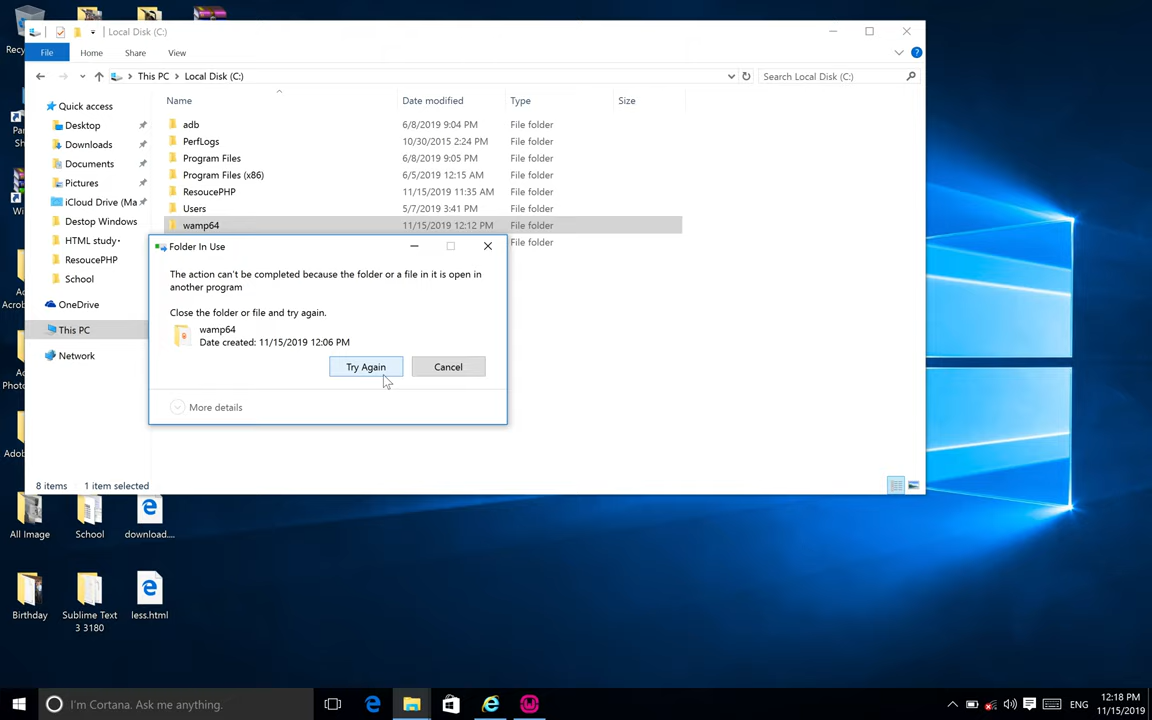 Local Disk (C:)
File
Home
Share
View
This PC
Local Disk (C:)
Search Local Disk (C:)
Name
Date modified
Type
Size
Quick access
Desktop
Downloads
Documents
Pictures
iCloud Drive (Ma
Destop Windows
HTML study
ResoucePHP
School
OneDrive
This PC
Network
adb 6/8/2019 9:04 PM File folder
PerfLogs 10/30/2015 2:24 PM File folder
Program Files 6/8/2019 9:05 PM File folder
Program Files (x86) 6/5/2019 12:15 AM File folder
ResoucePHP 11/15/2019 11:35 AM File folder
Users 5/7/2019 3:41 PM File folder
wamp64 11/15/2019 12:12 PM File folder
File folder
Folder In Use
The action can't be completed because the folder or a file in it is open in
another program
Close the folder or file and try again.
wamp64
Date created: 11/15/2019 12:06 PM
Try Again
Cancel
More details
8 items
1 item selected
All Image
School
download....
Birthday
Sublime Text
3 3180
less.html
I'm Cortana. Ask me anything.
ENG
12:18 PM
11/15/2019